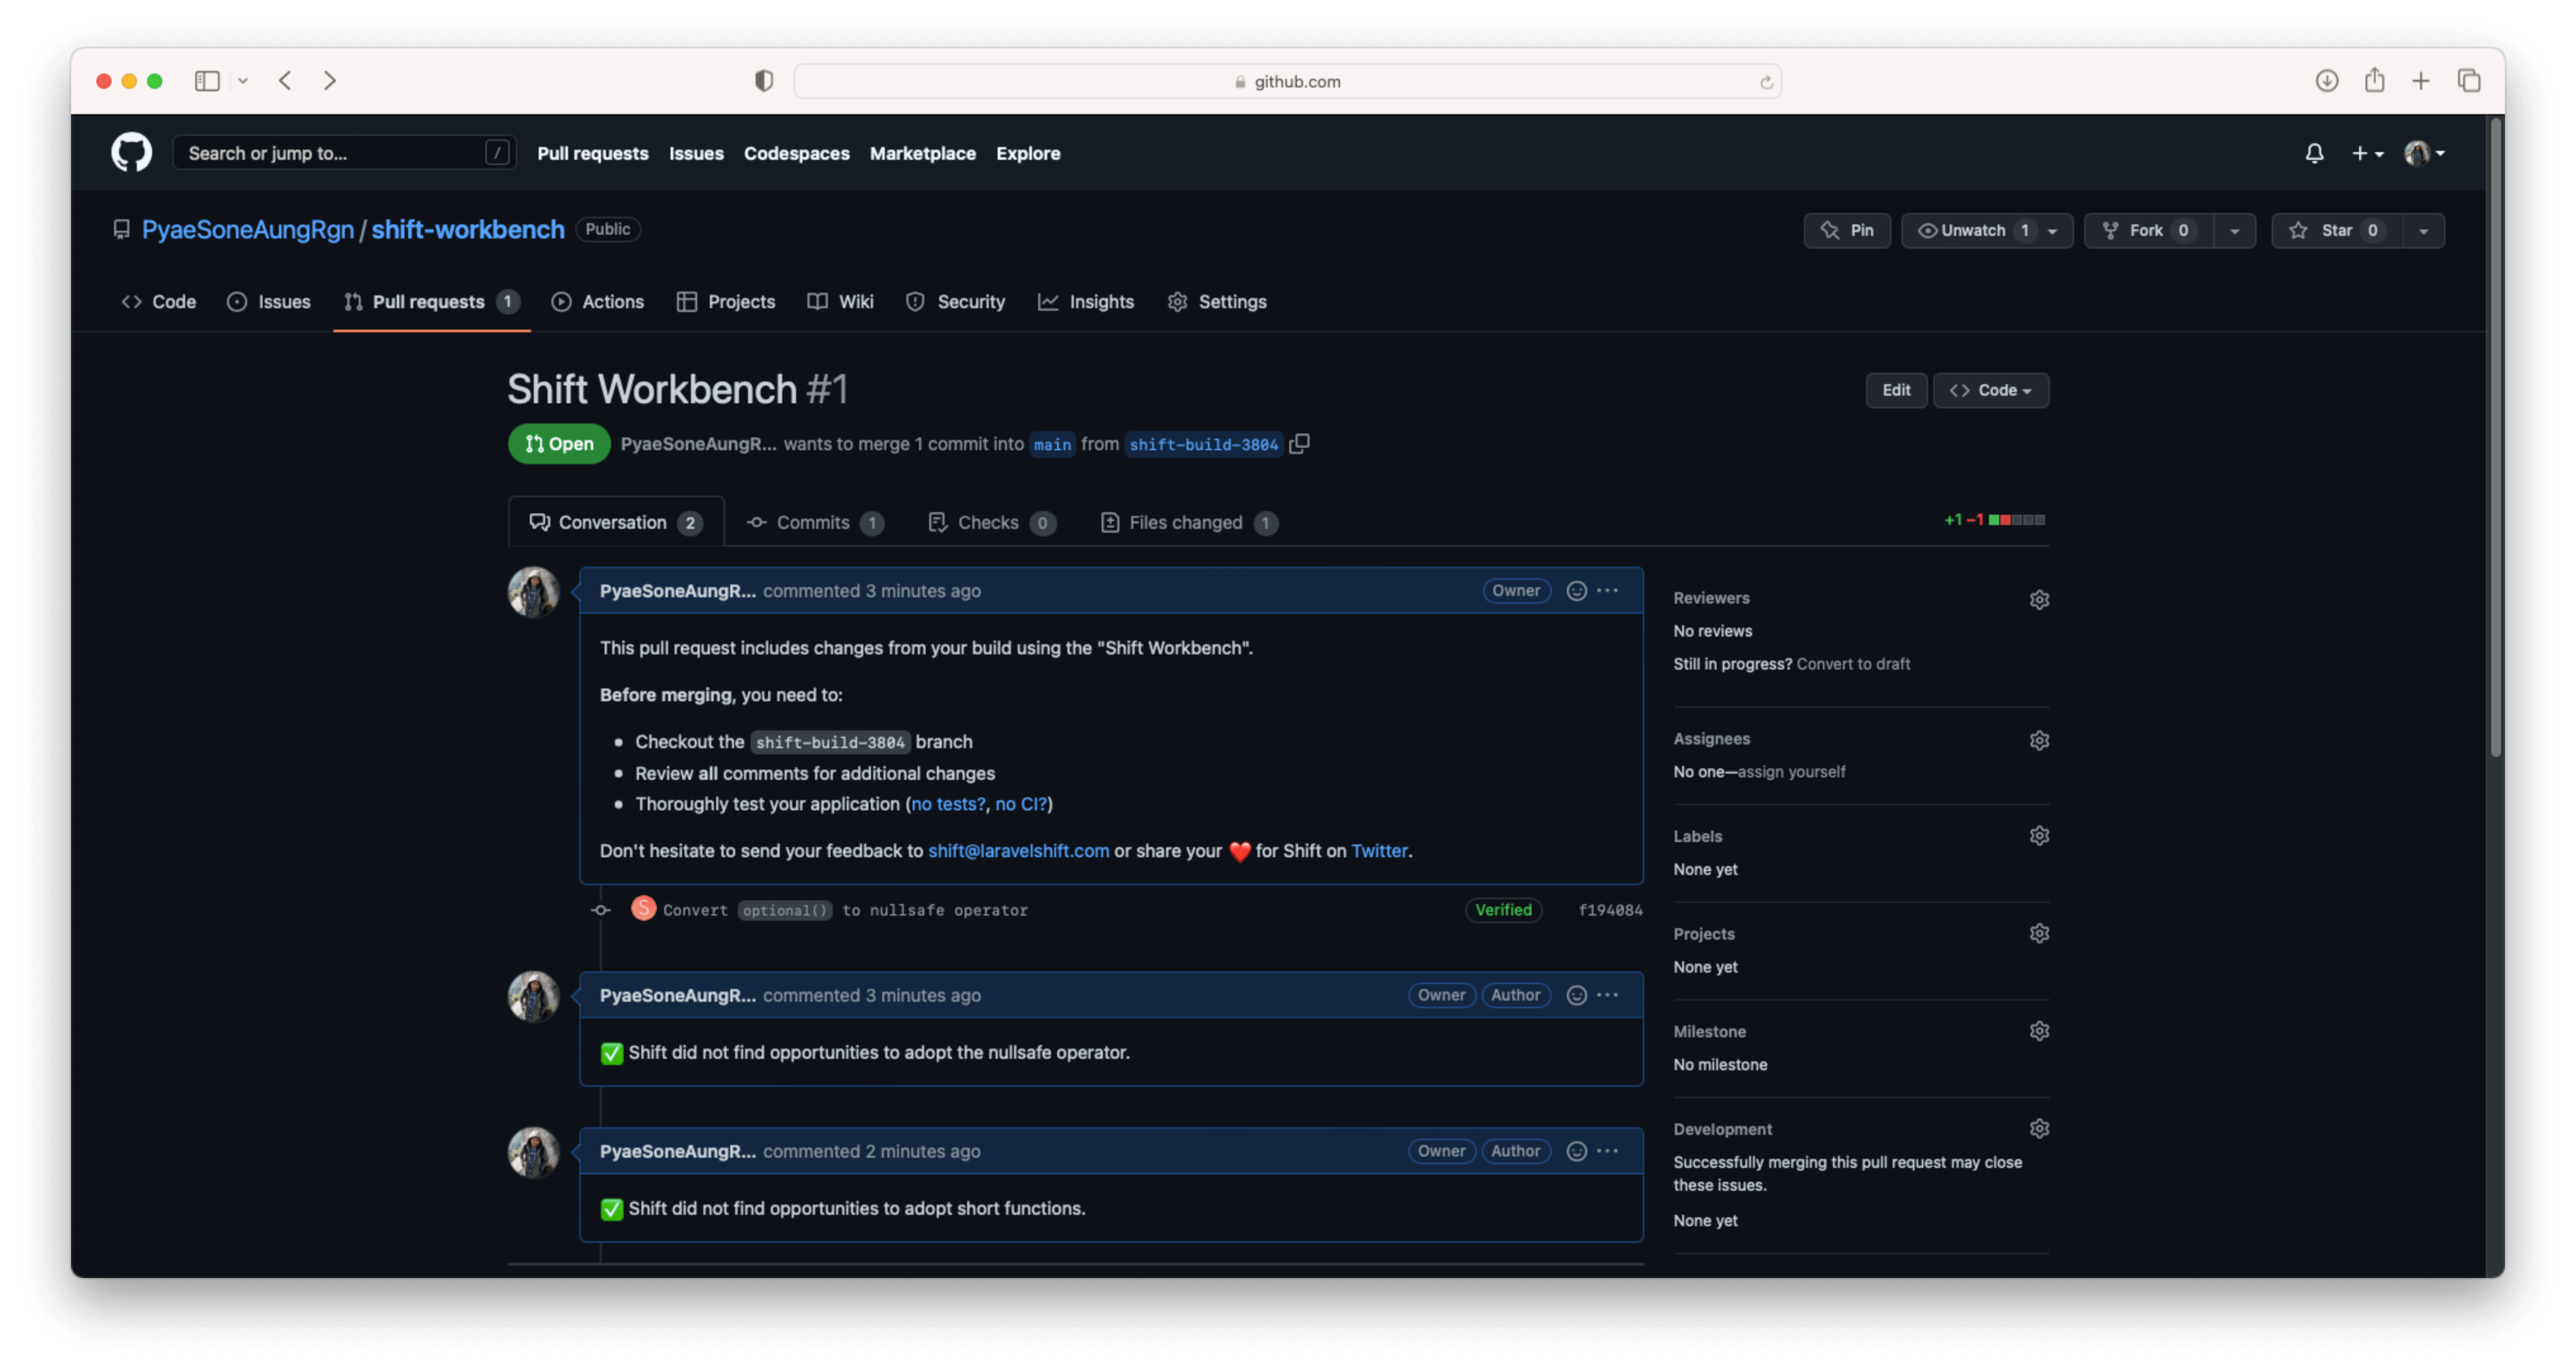 github.com
Search or jump to... / Pull requests Issues Codespaces Marketplace Explore
PyaeSoneAungRgn / shift-workbench Public Pin Unwatch 1 Fork 0 Star 0
Code Issues Pull requests 1 Actions Projects Wiki Security Insights Settings
Shift Workbench #1 Edit Code
Open PyaeSoneAungR... wants to merge 1 commit into main from shift-build-3804
Conversation 2 Commits 1 Checks 0 Files changed 1 +1 −1
PyaeSoneAungR... commented 3 minutes ago Owner
This pull request includes changes from your build using the "Shift Workbench".
Before merging, you need to:
Checkout the shift-build-3804 branch
Review all comments for additional changes
Thoroughly test your application (no tests?, no CI?)
Don't hesitate to send your feedback to shift@laravelshift.com or share your ❤️ for Shift on Twitter.
S Convert optional() to nullsafe operator Verified f194084
PyaeSoneAungR... commented 3 minutes ago Owner Author
✅ Shift did not find opportunities to adopt the nullsafe operator.
PyaeSoneAungR... commented 2 minutes ago Owner Author
✅ Shift did not find opportunities to adopt short functions.
Reviewers
No reviews
Still in progress? Convert to draft
Assignees
No one—assign yourself
Labels
None yet
Projects
None yet
Milestone
No milestone
Development
Successfully merging this pull request may close
these issues.
None yet